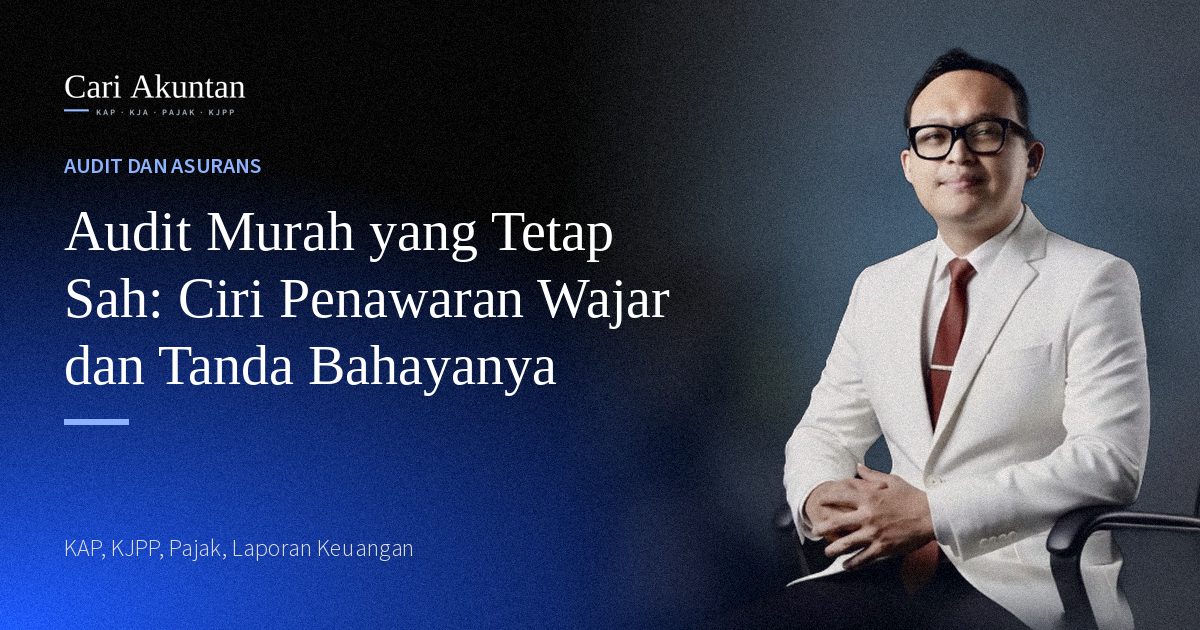 Cari Akuntan
KAP · KJA · PAJAK · KJPP
AUDIT DAN ASURANS
Audit Murah yang Tetap
Sah: Ciri Penawaran Wajar
dan Tanda Bahayanya
KAP, KJPP, Pajak, Laporan Keuangan